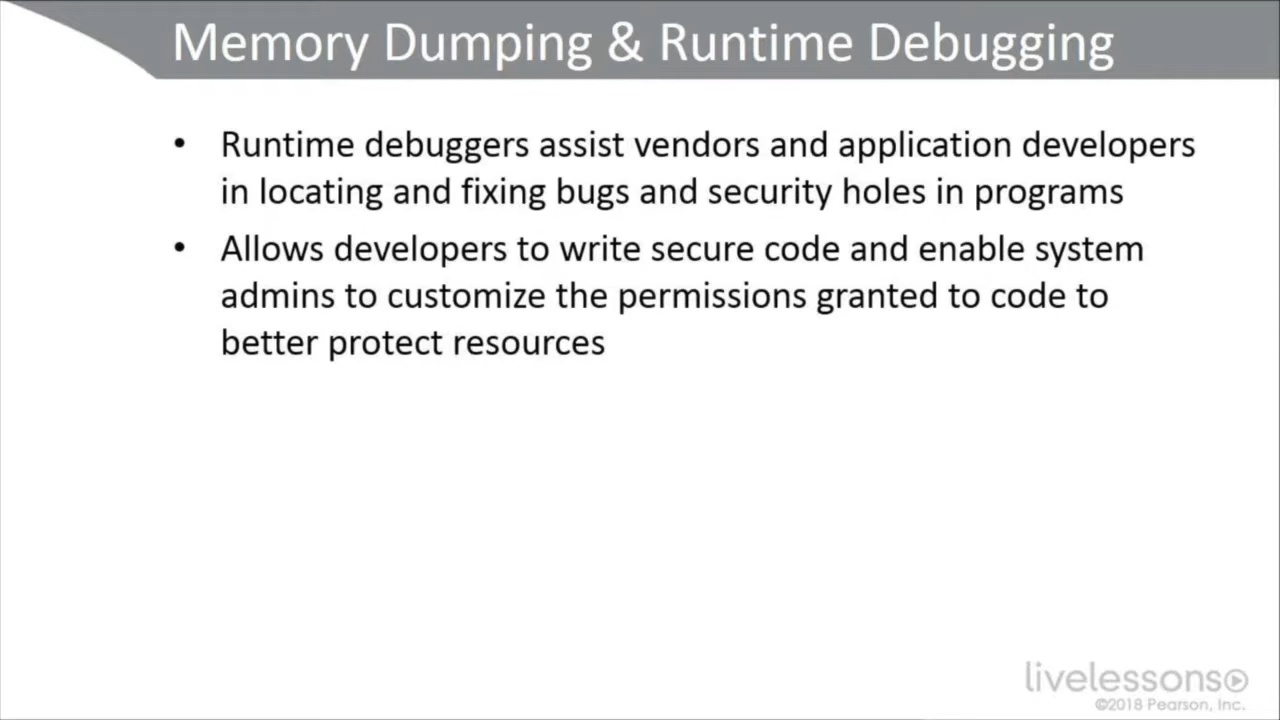 Memory Dumping & Runtime Debugging
• Runtime debuggers assist vendors and application developers
in locating and fixing bugs and security holes in programs
• Allows developers to write secure code and enable system
admins to customize the permissions granted to code to
better protect resources
livelessons
©2018 Pearson, Inc.